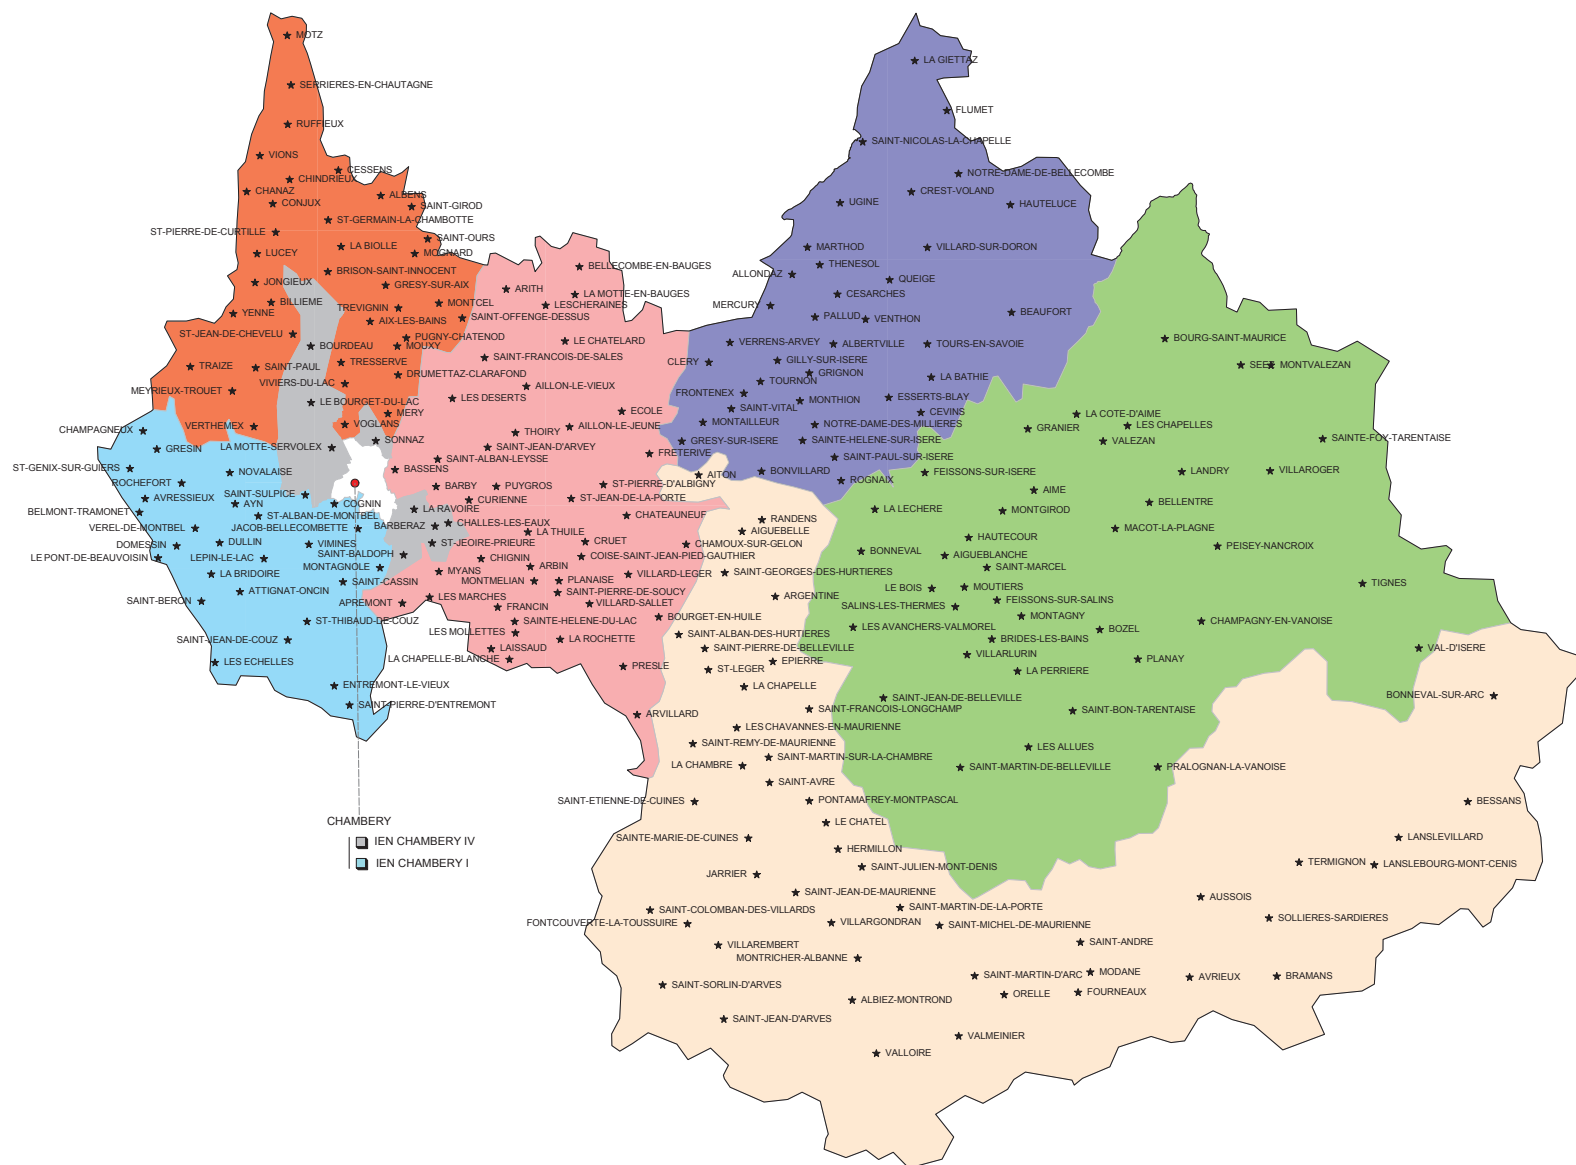 MOTZ
SERRIERES-EN-CHAUTAGNE
RUFFIEUX
VIONS
CESSENS
CHINDRIEUX
CHANAZ
ALBENS
CONJUX
SAINT-GIROD
ST-GERMAIN-LA-CHAMBOTTE
ST-PIERRE-DE-CURTILLE
SAINT-OURS
LA BIOLLE
LUCEY
MOGNARD
BRISON-SAINT-INNOCENT
JONGIEUX
GRESY-SUR-AIX
BILLIEME
TREVIGNIN
MONTCEL
YENNE
AIX-LES-BAINS
SAINT-OFFENGE-DESSUS
ST-JEAN-DE-CHEVELU
PUGNY-CHATENOD
BOURDEAU
MOUXY
TRAIZE
SAINT-PAUL
TRESSERVE
DRUMETTAZ-CLARAFOND
VIVIERS-DU-LAC
MEYRIEUX-TROUET
LE BOURGET-DU-LAC
MERY
VERTHEMEX
VOGLANS
CHAMPAGNEUX
LA MOTTE-SERVOLEX
SONNAZ
GRESIN
ST-GENIX-SUR-GUIERS
NOVALAISE
BASSENS
ROCHEFORT
SAINT-SULPICE
AVRESSIEUX
AYN
COGNIN
BELMONT-TRAMONET
ST-ALBAN-DE-MONTBEL
LA RAVOIRE
VEREL-DE-MONTBEL
JACOB-BELLECOMBETTE
BARBERAZ
CHALLES-LES-EAUX
DOMESSIN
DULLIN
VIMINES
ST-JEOIRE-PRIEURE
LE PONT-DE-BEAUVOISIN
LEPIN-LE-LAC
SAINT-BALDOPH
MONTAGNOLE
LA BRIDOIRE
SAINT-CASSIN
ATTIGNAT-ONCIN
SAINT-BERON
APREMONT
LES MARCHES
ST-THIBAUD-DE-COUZ
SAINT-JEAN-DE-COUZ
LES ECHELLES
ENTREMONT-LE-VIEUX
SAINT-PIERRE-D'ENTREMONT
BELLECOMBE-EN-BAUGES
ARITH
LA MOTTE-EN-BAUGES
LESCHERAINES
LE CHATELARD
SAINT-FRANCOIS-DE-SALES
AILLON-LE-VIEUX
LES DESERTS
ECOLE
THOIRY
AILLON-LE-JEUNE
SAINT-JEAN-D'ARVEY
SAINT-ALBAN-LEYSSE
FRETERIVE
BARBY
PUYGROS
ST-PIERRE-D'ALBIGNY
CURIENNE
ST-JEAN-DE-LA-PORTE
CHATEAUNEUF
LA THUILE
CRUET
CHAMOUX-SUR-GELON
CHIGNIN
COISE-SAINT-JEAN-PIED-GAUTHIER
ARBIN
MYANS
MONTMELIAN
PLANAISE
VILLARD-LEGER
SAINT-PIERRE-DE-SOUCY
FRANCIN
VILLARD-SALLET
SAINTE-HELENE-DU-LAC
BOURGET-EN-HUILE
LES MOLLETTES
LA ROCHETTE
LAISSAUD
LA CHAPELLE-BLANCHE
PRESLE
ARVILLARD
LA GIETTAZ
FLUMET
SAINT-NICOLAS-LA-CHAPELLE
NOTRE-DAME-DE-BELLECOMBE
CREST-VOLAND
UGINE
HAUTELUCE
MARTHOD
VILLARD-SUR-DORON
THENESOL
ALLONDAZ
QUEIGE
CESARCHES
MERCURY
PALLUD
VENTHON
BEAUFORT
VERRENS-ARVEY
ALBERTVILLE
TOURS-EN-SAVOIE
CLERY
GILLY-SUR-ISERE
GRIGNON
TOURNON
LA BATHIE
FRONTENEX
MONTHION
ESSERTS-BLAY
SAINT-VITAL
CEVINS
MONTAILLEUR
NOTRE-DAME-DES-MILLIERES
GRESY-SUR-ISERE
SAINTE-HELENE-SUR-ISERE
SAINT-PAUL-SUR-ISERE
BONVILLARD
ROGNAIX
BOURG-SAINT-MAURICE
SEEZ
MONTVALEZAN
LA COTE-D'AIME
GRANIER
LES CHAPELLES
VALEZAN
SAINTE-FOY-TARENTAISE
FEISSONS-SUR-ISERE
LANDRY
VILLAROGER
AIME
BELLENTRE
LA LECHERE
MONTGIROD
MACOT-LA-PLAGNE
HAUTECOUR
PEISEY-NANCROIX
BONNEVAL
AIGUEBLANCHE
SAINT-MARCEL
LE BOIS
MOUTIERS
TIGNES
FEISSONS-SUR-SALINS
SALINS-LES-THERMES
MONTAGNY
CHAMPAGNY-EN-VANOISE
LES AVANCHERS-VALMOREL
BOZEL
BRIDES-LES-BAINS
VILLARLURIN
PLANAY
VAL-D'ISERE
LA PERRIERE
SAINT-JEAN-DE-BELLEVILLE
SAINT-BON-TARENTAISE
LES ALLUES
SAINT-MARTIN-DE-BELLEVILLE
PRALOGNAN-LA-VANOISE
AITON
RANDENS
AIGUEBELLE
SAINT-GEORGES-DES-HURTIERES
ARGENTINE
SAINT-ALBAN-DES-HURTIERES
SAINT-PIERRE-DE-BELLEVILLE
EPIERRE
ST-LEGER
LA CHAPELLE
BONNEVAL-SUR-ARC
SAINT-FRANCOIS-LONGCHAMP
LES CHAVANNES-EN-MAURIENNE
SAINT-REMY-DE-MAURIENNE
SAINT-MARTIN-SUR-LA-CHAMBRE
LA CHAMBRE
SAINT-AVRE
SAINT-ETIENNE-DE-CUINES
PONTAMAFREY-MONTPASCAL
BESSANS
LE CHATEL
SAINTE-MARIE-DE-CUINES
LANSLEVILLARD
HERMILLON
TERMIGNON
LANSLEBOURG-MONT-CENIS
SAINT-JULIEN-MONT-DENIS
JARRIER
SAINT-JEAN-DE-MAURIENNE
AUSSOIS
SAINT-COLOMBAN-DES-VILLARDS
SAINT-MARTIN-DE-LA-PORTE
SOLLIERES-SARDIERES
FONTCOUVERTE-LA-TOUSSUIRE
VILLARGONDRAN
SAINT-MICHEL-DE-MAURIENNE
VILLAREMBERT
SAINT-ANDRE
MONTRICHER-ALBANNE
SAINT-MARTIN-D'ARC
MODANE
AVRIEUX
BRAMANS
SAINT-SORLIN-D'ARVES
ORELLE
FOURNEAUX
ALBIEZ-MONTROND
SAINT-JEAN-D'ARVES
VALMEINIER
VALLOIRE
CHAMBERY
IEN CHAMBERY IV
IEN CHAMBERY I